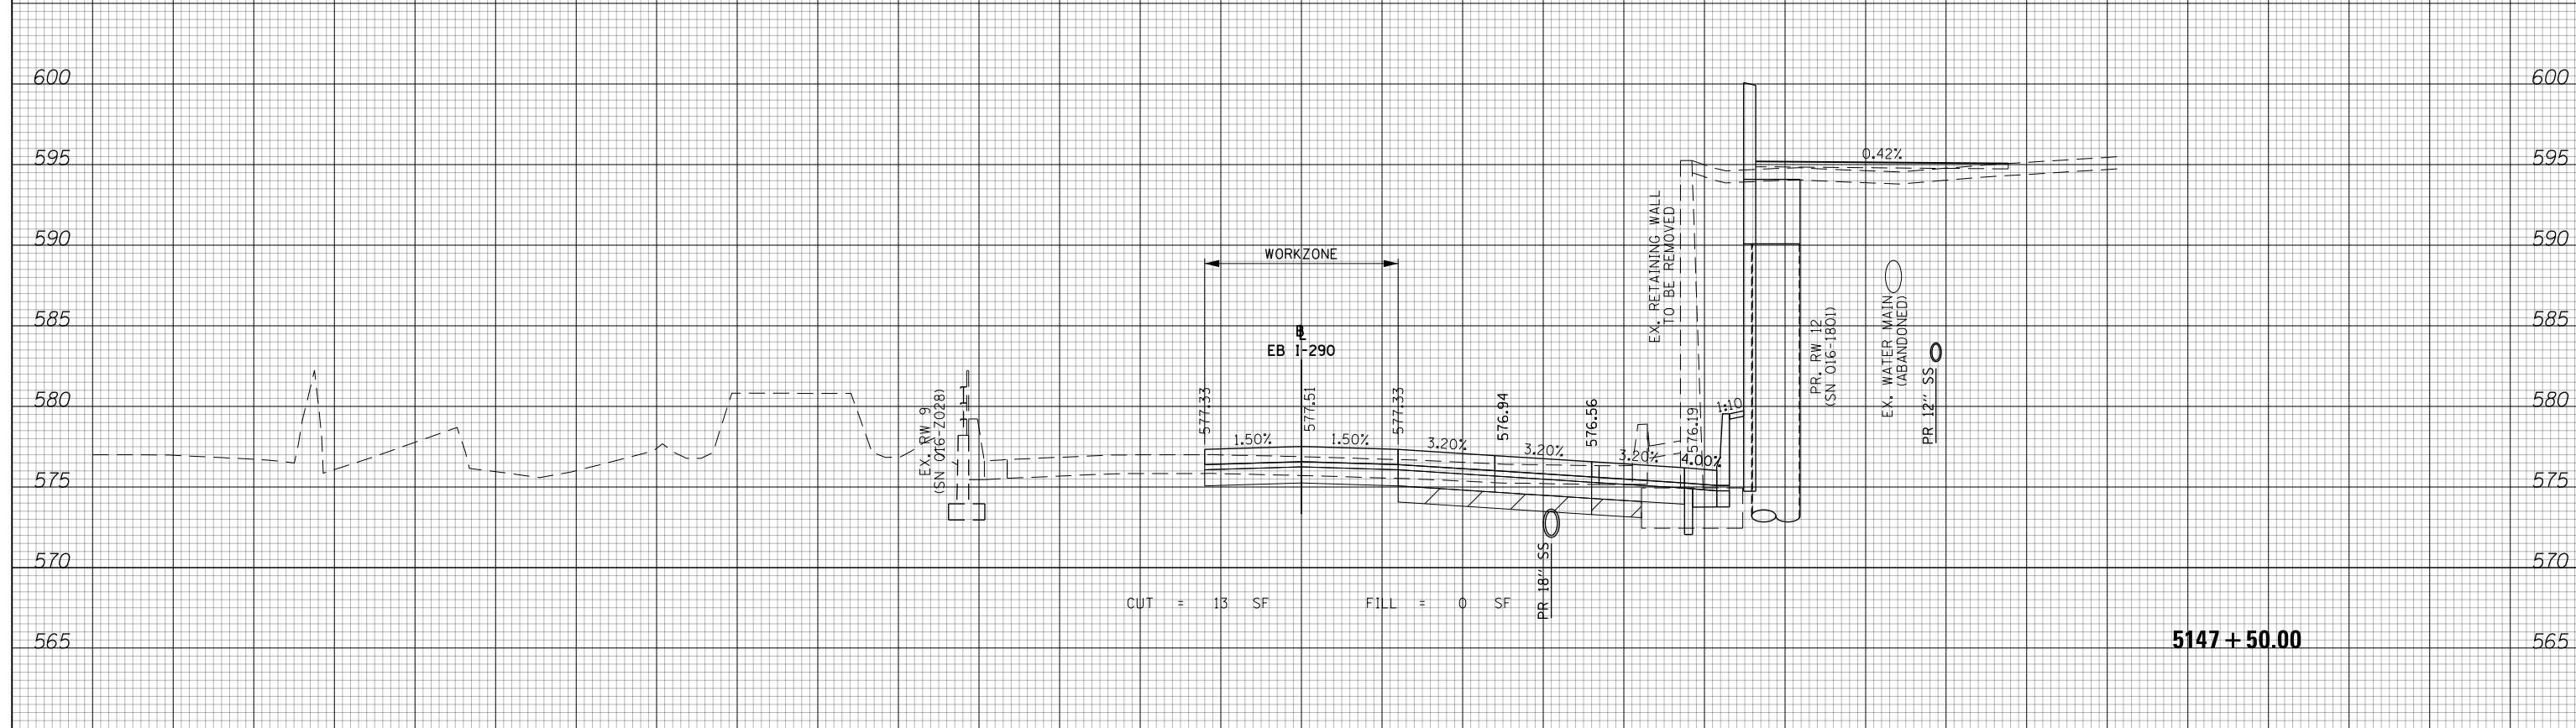 600
600
595
0.42%
595
590
590
WORKZONE
EX. RETAINING WALL
TO BE REMOVED
585
585
BL
EB I-290
PR. RW 12
(SN 016-1801)
EX. WATER MAIN
(ABANDONED)
PR 12" SS
580
580
EX. RW 9
(SN 016-Z028)
577.33
577.51
577.33
576.94
576.56
576.19
1:10
1.50%
1.50%
3.20%
3.20%
3.20%
4.00%
575
575
570
570
PR 18" SS
CUT = 13 SF FILL = 0 SF
565
5147+50.00
565